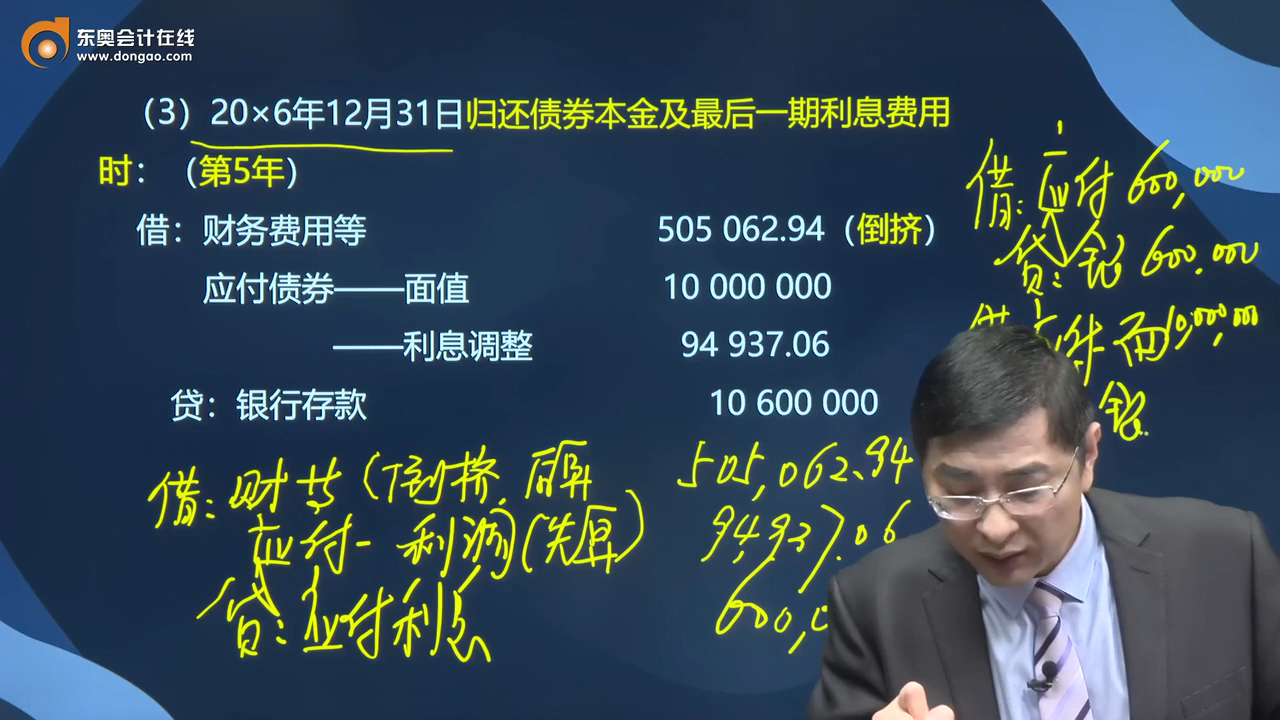 东奥会计在线
www.dongao.com
（3）20×6年12月31日归还债券本金及最后一期利息费用
时：（第5年）
借：财务费用等 505 062.94（倒挤）
应付债券——面值 10 000 000
——利息调整 94 937.06
贷：银行存款 10 600 000
借：财务（倒挤，后算 505,062.94
应付-利调（先算） 94,937.06
贷：应付利息 600,0
借：应付 600,000
贷：银 600,000
面 10,000,000
银